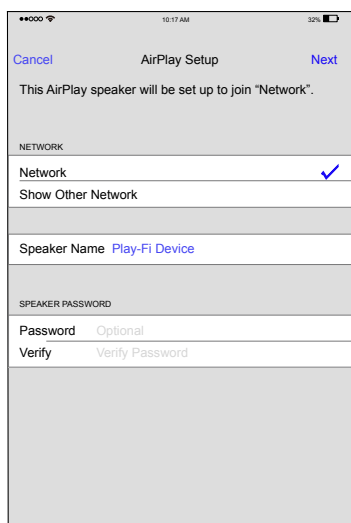 10:17 AM 32%
Cancel AirPlay Setup Next
This AirPlay speaker will be set up to join “Network”.
NETWORK
Network
Show Other Network
Speaker Name Play-Fi Device
SPEAKER PASSWORD
Password Optional
Verify Verify Password